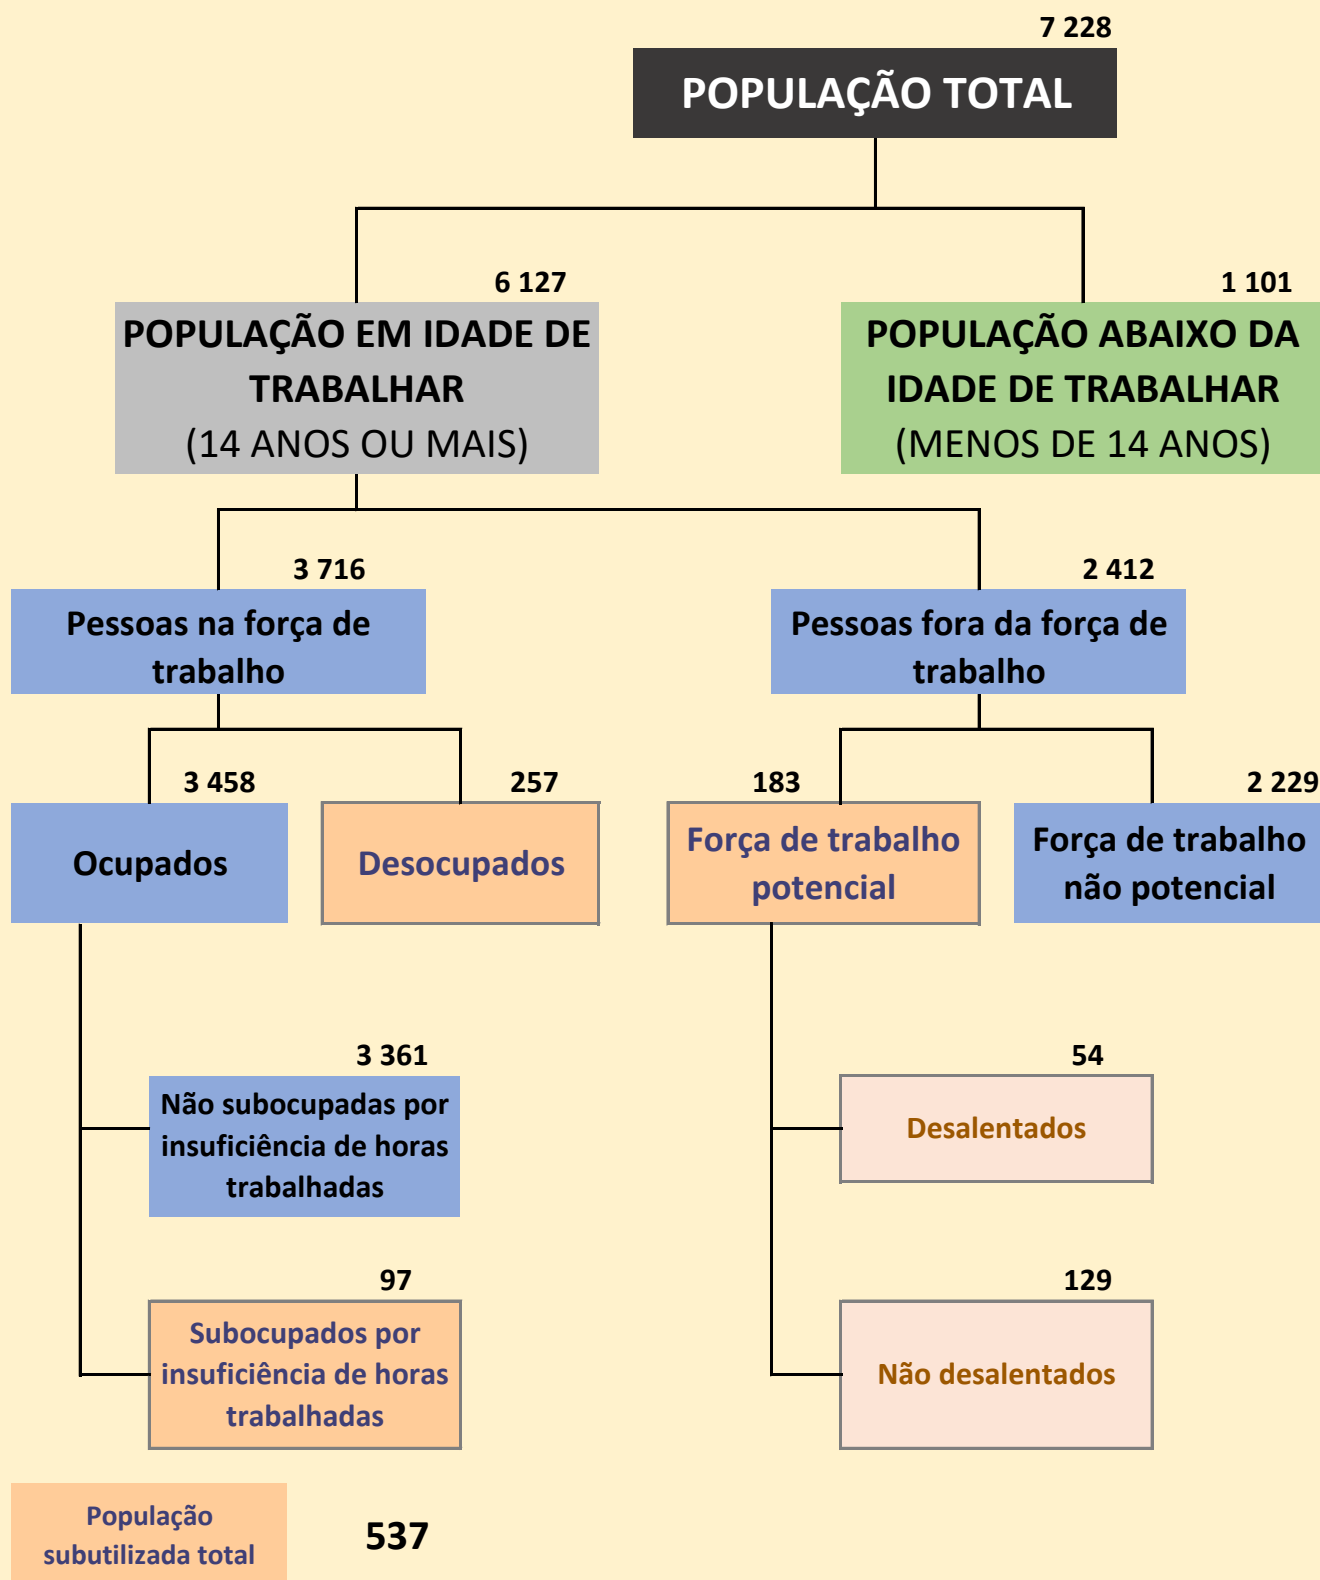 7 228
POPULAÇÃO TOTAL
6 127
POPULAÇÃO EM IDADE DE
TRABALHAR
(14 ANOS OU MAIS)
1 101
POPULAÇÃO ABAIXO DA
IDADE DE TRABALHAR
(MENOS DE 14 ANOS)
3 716
Pessoas na força de
trabalho
2 412
Pessoas fora da força de
trabalho
3 458
Ocupados
257
Desocupados
183
Força de trabalho
potencial
2 229
Força de trabalho
não potencial
3 361
Não subocupadas por
insuficiência de horas
trabalhadas
54
Desalentados
97
Subocupados por
insuficiência de horas
trabalhadas
129
Não desalentados
População
subutilizada total
537